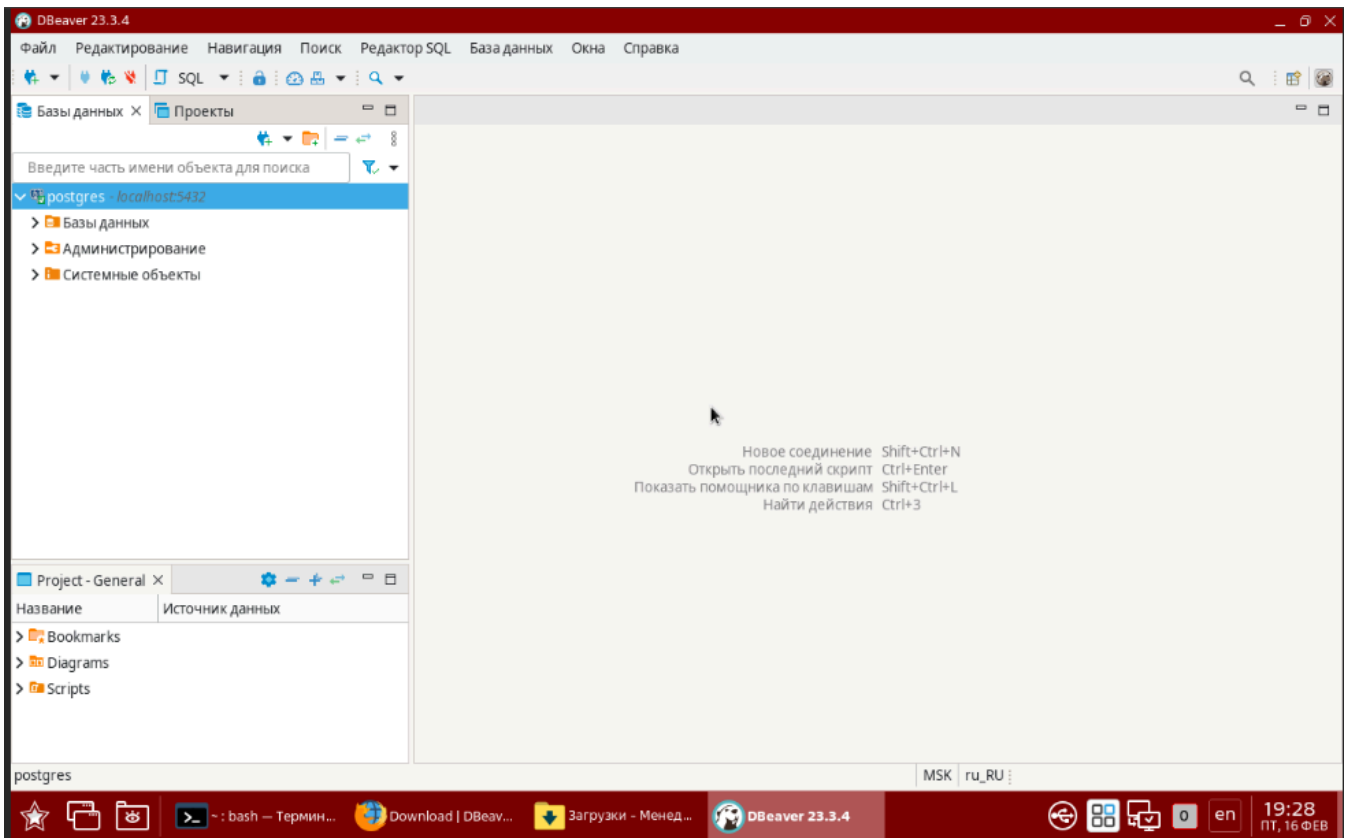 DBeaver 23.3.4
Файл Редактирование Навигация Поиск Редактор SQL База данных Окна Справка
SQL
Базы данных Проекты
Введите часть имени объекта для поиска
postgres - localhost:5432
Базы данных
Администрирование
Системные объекты
Новое соединение Shift+Ctrl+N
Открыть последний скрипт Ctrl+Enter
Показать помощника по клавишам Shift+Ctrl+L
Найти действия Ctrl+3
Project - General
Название Источник данных
Bookmarks
Diagrams
Scripts
postgres MSK ru_RU
~ : bash — Термин... Download | DBeav... Загрузки – Менед... DBeaver 23.3.4 0 en 19:28
ПТ, 16 ФЕВ